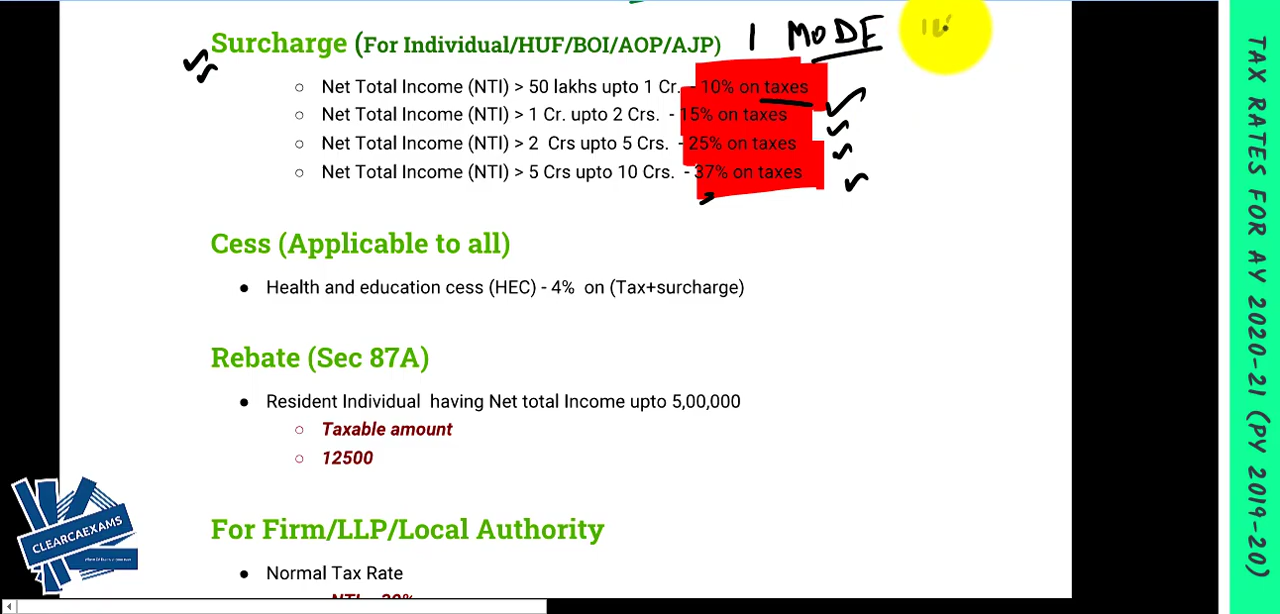 Surcharge (For Individual/HUF/BOI/AOP/AJP) 1 MODE
○ Net Total Income (NTI) > 50 lakhs upto 1 Cr. - 10% on taxes
○ Net Total Income (NTI) > 1 Cr. upto 2 Crs. - 15% on taxes
○ Net Total Income (NTI) > 2 Crs upto 5 Crs. - 25% on taxes
○ Net Total Income (NTI) > 5 Crs upto 10 Crs. - 37% on taxes
Cess (Applicable to all)
● Health and education cess (HEC) - 4% on (Tax+surcharge)
Rebate (Sec 87A)
● Resident Individual having Net total Income upto 5,00,000
○ Taxable amount
○ 12500
For Firm/LLP/Local Authority
● Normal Tax Rate
CLEARCAEXAMS
TAX RATES FOR AY 2020-21 (PY 2019-20)